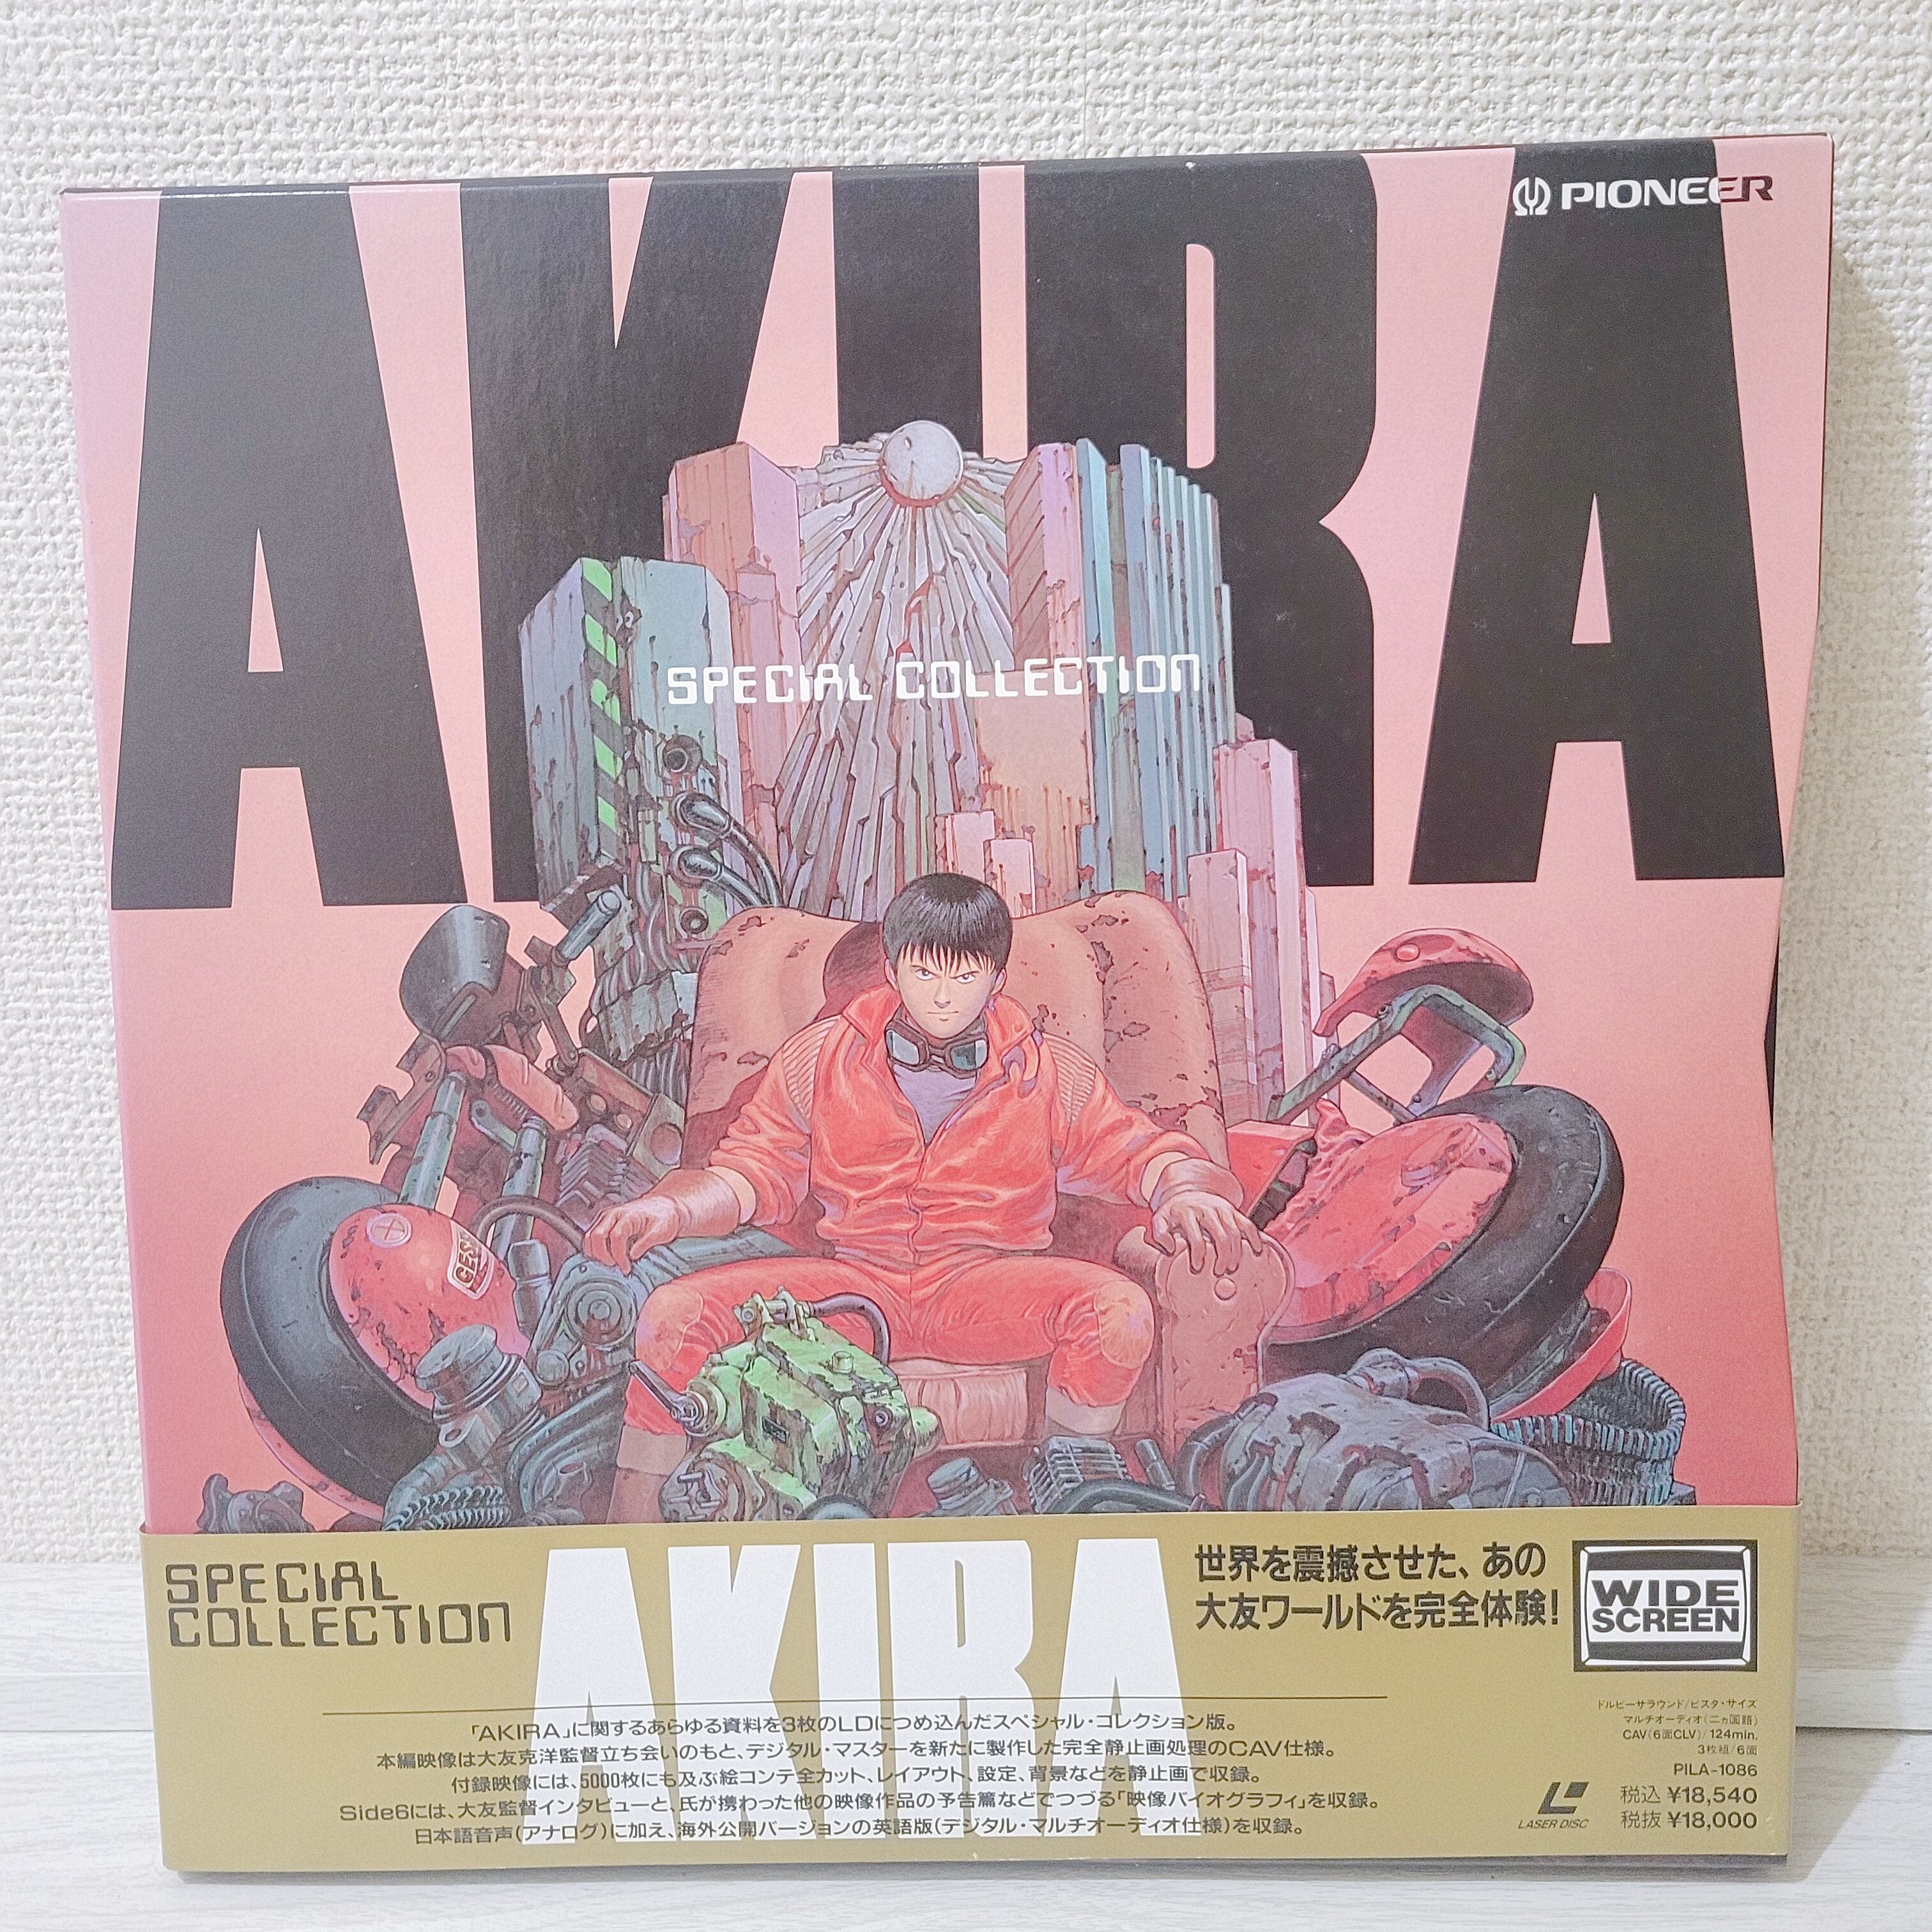 PIONEER
AKIRA
SPECIAL COLLECTION
SPECIAL
COLLECTION
AKIRA
世界を震撼させた、あの
大友ワールドを完全体験!
WIDE
SCREEN
「AKIRA」に関するあらゆる資料を3枚のLDにつめ込んだスペシャル・コレクション版。
本編映像は大友克洋監督立ち会いのもと、デジタル・マスターを新たに製作した完全静止画処理のCAV仕様。
付録映像には、5000枚にも及ぶ絵コンテ全カット、レイアウト、設定、背景などを静止画で収録。
Side6には、大友監督インタビューと、氏が携わった他の映像作品の予告篇などでつづる「映像バイオグラフィ」を収録。
日本語音声(アナログ)に加え、海外公開バージョンの英語版(デジタル・マルチオーディオ仕様)を収録。
ドルビーサラウンド/ビスタ・サイズ
マルチオーディオ(二ヵ国語)
CAV(6面CLV)/124min.
3枚組/6面
PILA-1086
税込 ¥18,540
税抜 ¥18,000
LASER DISC